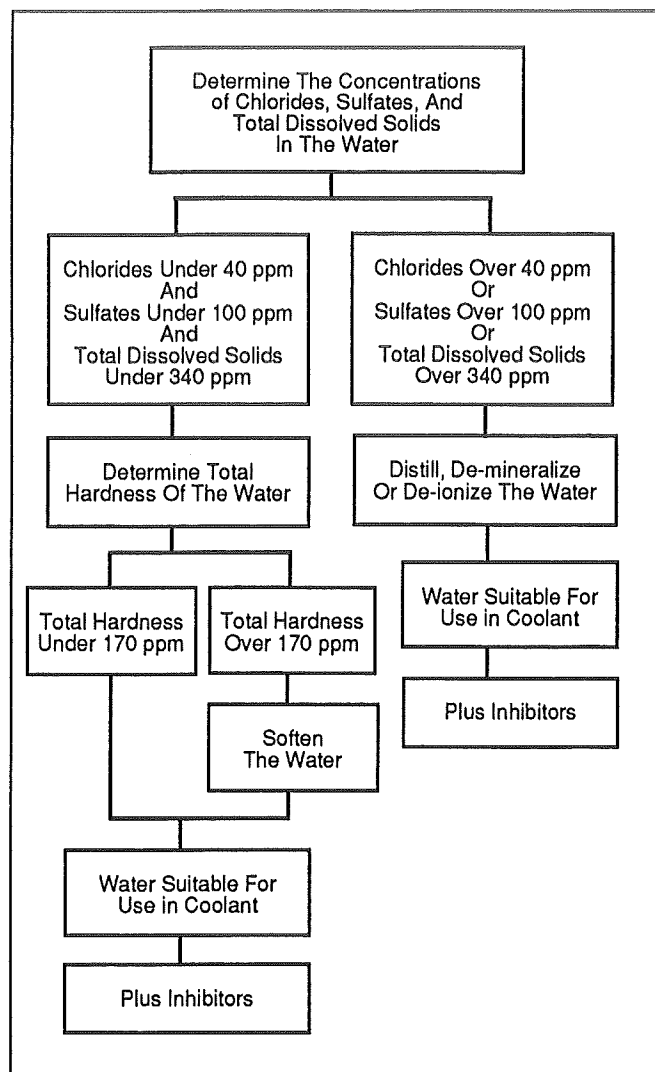 Determine The Concentrations
of Chlorides, Sulfates, And
Total Dissolved Solids
In The Water
Chlorides Under 40 ppm
And
Sulfates Under 100 ppm
And
Total Dissolved Solids
Under 340 ppm
Chlorides Over 40 ppm
Or
Sulfates Over 100 ppm
Or
Total Dissolved Solids
Over 340 ppm
Determine Total
Hardness Of The Water
Distill, De-mineralize
Or De-ionize The Water
Total Hardness
Under 170 ppm
Total Hardness
Over 170 ppm
Water Suitable For
Use in Coolant
Soften
The Water
Plus Inhibitors
Water Suitable For
Use in Coolant
Plus Inhibitors